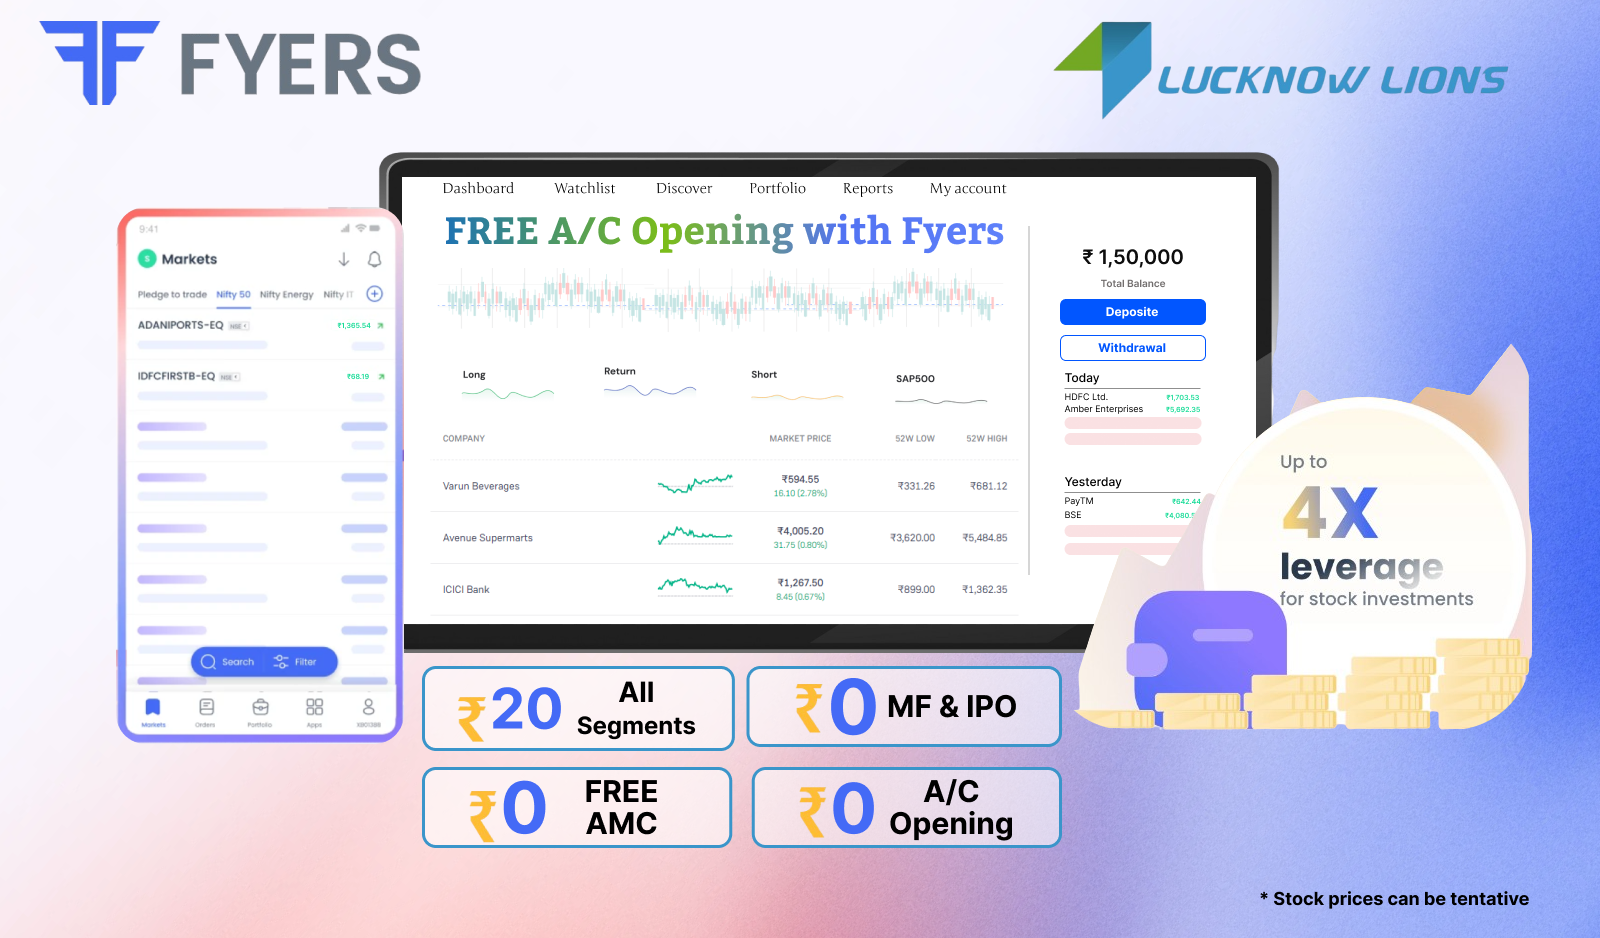 FYERS
LUCKNOW LIONS
Dashboard Watchlist Discover Portfolio Reports My account
FREE A/C Opening with Fyers
9:41
S Markets
Pledge to trade Nifty 50 Nifty Energy Nifty IT
ADANIPORTS-EQ NSE ₹1,365.54
IDFCFIRSTB-EQ NSE ₹68.19
Search Filter
Markets Orders Portfolio Apps
Long Return Short SAP500
COMPANY MARKET PRICE 52W LOW 52W HIGH
Varun Beverages ₹594.55 ₹331.26 ₹681.12
16.10 (2.78%)
Avenue Supermarts ₹4,005.20 ₹3,620.00 ₹5,484.85
31.75 (0.80%)
ICICI Bank ₹1,267.50 ₹899.00 ₹1,362.35
8.45 (0.67%)
₹ 1,50,000
Total Balance
Deposite
Withdrawal
Today
HDFC Ltd. ₹1,703.53
Amber Enterprises ₹5,692.35
Yesterday
PayTM ₹642.44
BSE
Up to
4X
leverage
for stock investments
₹20 All
Segments
₹0 MF & IPO
₹0 FREE
AMC
₹0 A/C
Opening
* Stock prices can be tentative